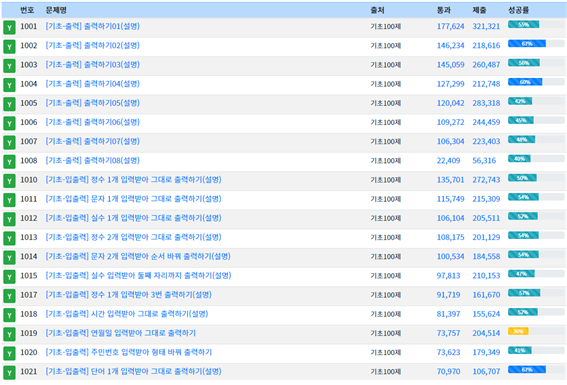 번호 문제명 출처 통과 제출 성공률
Y 1001 [기초-출력] 출력하기01(설명) 기초100제 177,624 321,321 55%
Y 1002 [기초-출력] 출력하기02(설명) 기초100제 146,234 218,616 67%
Y 1003 [기초-출력] 출력하기03(설명) 기초100제 145,059 260,487 56%
Y 1004 [기초-출력] 출력하기04(설명) 기초100제 127,299 212,748 60%
Y 1005 [기초-출력] 출력하기05(설명) 기초100제 120,042 283,318 42%
Y 1006 [기초-출력] 출력하기06(설명) 기초100제 109,272 244,459 45%
Y 1007 [기초-출력] 출력하기07(설명) 기초100제 106,304 223,403 48%
Y 1008 [기초-출력] 출력하기08(설명) 기초100제 22,409 56,316 40%
Y 1010 [기초-입출력] 정수 1개 입력받아 그대로 출력하기(설명) 기초100제 135,701 272,743 50%
Y 1011 [기초-입출력] 문자 1개 입력받아 그대로 출력하기(설명) 기초100제 115,749 215,309 54%
Y 1012 [기초-입출력] 실수 1개 입력받아 그대로 출력하기(설명) 기초100제 106,104 205,511 52%
Y 1013 [기초-입출력] 정수 2개 입력받아 그대로 출력하기(설명) 기초100제 108,175 201,129 54%
Y 1014 [기초-입출력] 문자 2개 입력받아 순서 바꿔 출력하기(설명) 기초100제 100,534 184,558 54%
Y 1015 [기초-입출력] 실수 입력받아 둘째 자리까지 출력하기(설명) 기초100제 97,813 210,153 47%
Y 1017 [기초-입출력] 정수 1개 입력받아 3번 출력하기(설명) 기초100제 91,719 161,670 57%
Y 1018 [기초-입출력] 시간 입력받아 그대로 출력하기(설명) 기초100제 81,397 155,624 52%
Y 1019 [기초-입출력] 연월일 입력받아 그대로 출력하기 기초100제 73,757 204,514 36%
Y 1020 [기초-입출력] 주민번호 입력받아 형태 바꿔 출력하기 기초100제 73,623 179,349 41%
Y 1021 [기초-입출력] 단어 1개 입력받아 그대로 출력하기(설명) 기초100제 70,970 106,707 67%